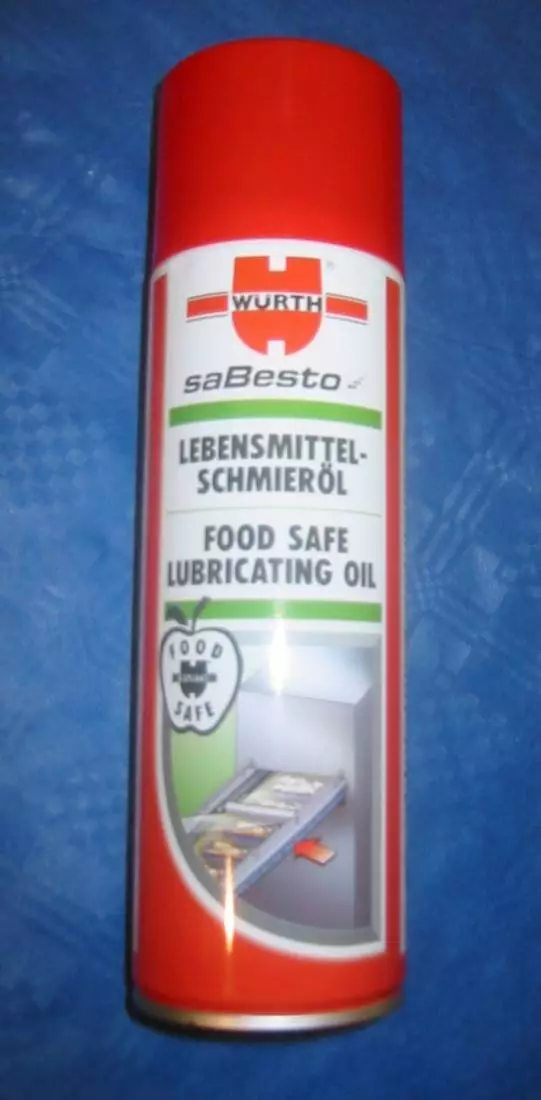 WÜRTH
®
saBesto
LEBENSMITTEL-
SCHMIERÖL
FOOD SAFE
LUBRICATING OIL
FOOD
SAFE